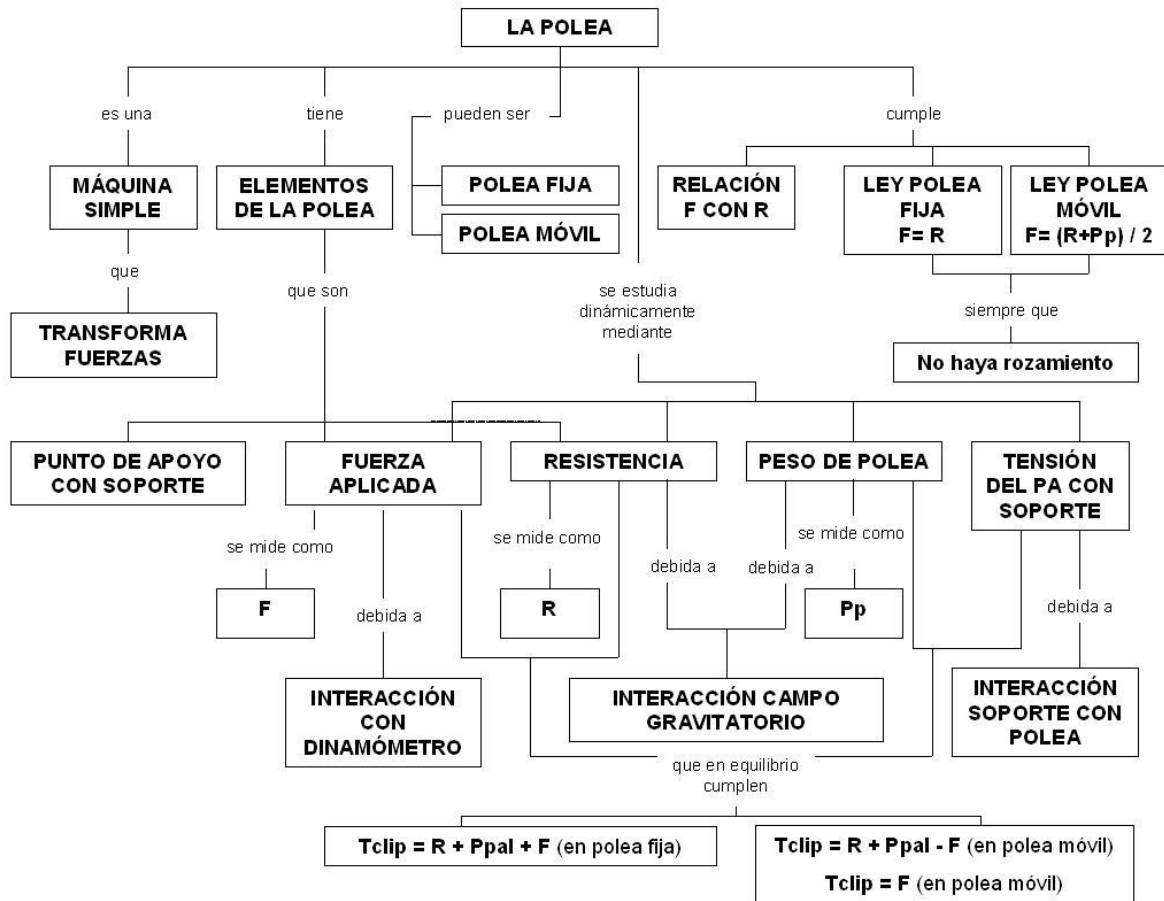 LA POLEA
es una
tiene
pueden ser
cumple
MÁQUINA
SIMPLE
ELEMENTOS
DE LA POLEA
POLEA FIJA
POLEA MÓVIL
RELACIÓN
F CON R
LEY POLEA
FIJA
F= R
LEY POLEA
MÓVIL
F= (R+Pp) / 2
que
que son
se estudia
dinámicamente
mediante
siempre que
TRANSFORMA
FUERZAS
No haya rozamiento
PUNTO DE APOYO
CON SOPORTE
FUERZA
APLICADA
RESISTENCIA
PESO DE POLEA
TENSIÓN
DEL PA CON
SOPORTE
se mide como
se mide como
se mide como
debida a
debida a
F
debida a
R
Pp
debida a
INTERACCIÓN
CON
DINAMÓMETRO
INTERACCIÓN CAMPO
GRAVITATORIO
INTERACCIÓN
SOPORTE CON
POLEA
que en equilibrio
cumplen
Tclip = R + Ppal + F (en polea fija)
Tclip = R + Ppal - F (en polea móvil)
Tclip = F (en polea móvil)